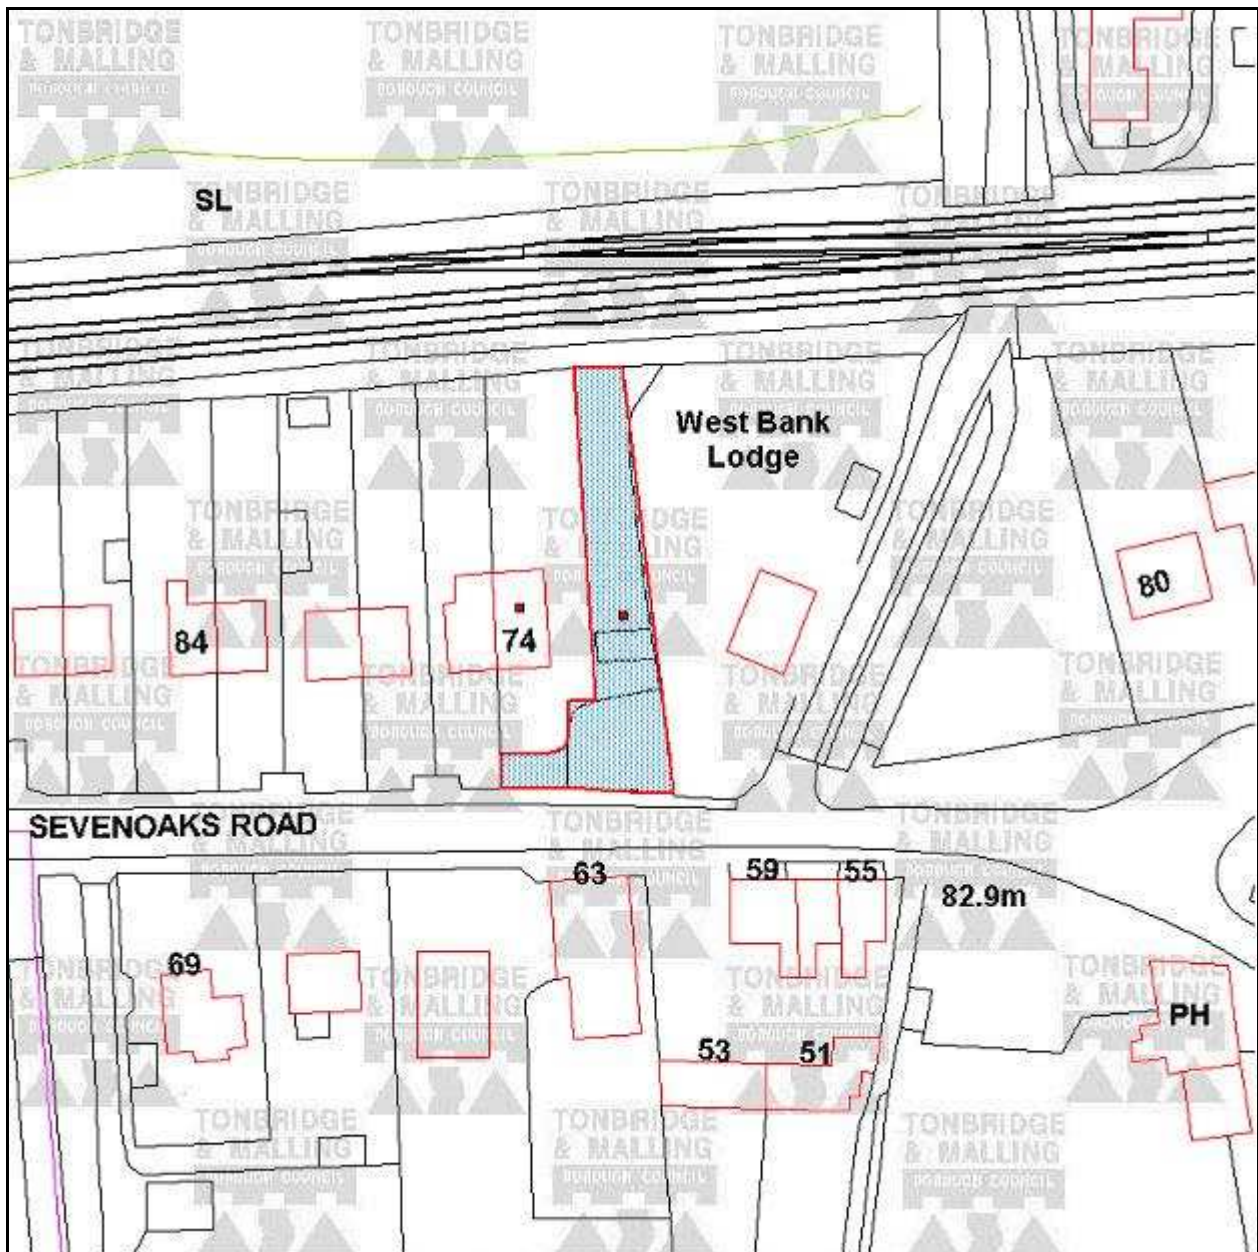 TONBRIDGE & MALLING BOROUGH COUNCIL
SL
West Bank
Lodge
80
84
74
SEVENOAKS ROAD
63
59
55
82.9m
69
PH
53
51